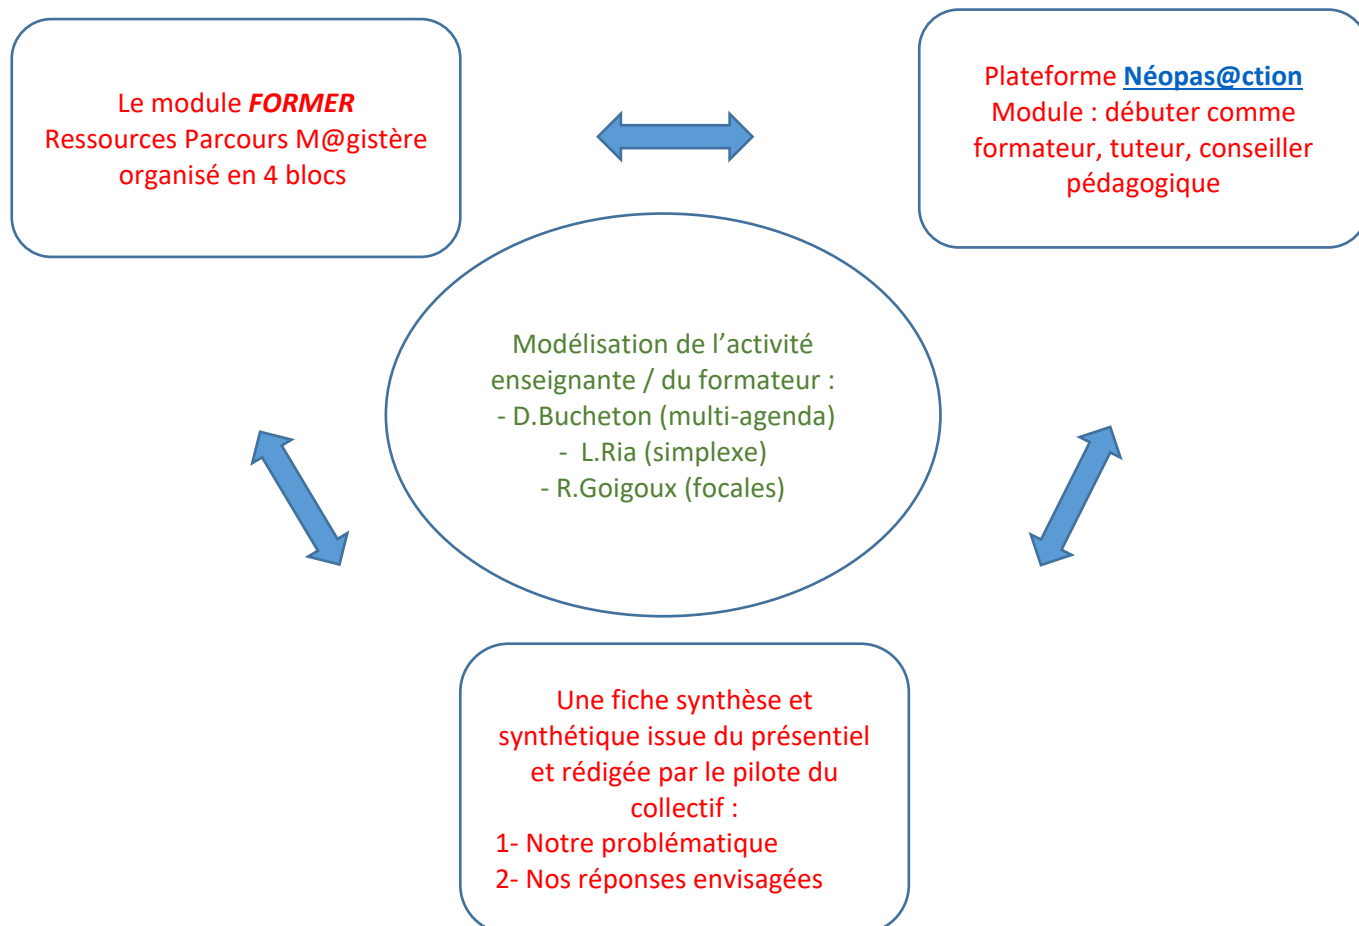 Le module FORMER
Ressources Parcours M@gistère
organisé en 4 blocs
Plateforme Néopas@ction
Module : débuter comme
formateur, tuteur, conseiller
pédagogique
Modélisation de l’activité
enseignante / du formateur :
- D.Bucheton (multi-agenda)
- L.Ria (simplexe)
- R.Goigoux (focales)
Une fiche synthèse et
synthétique issue du présentiel
et rédigée par le pilote du
collectif :
1- Notre problématique
2- Nos réponses envisagées